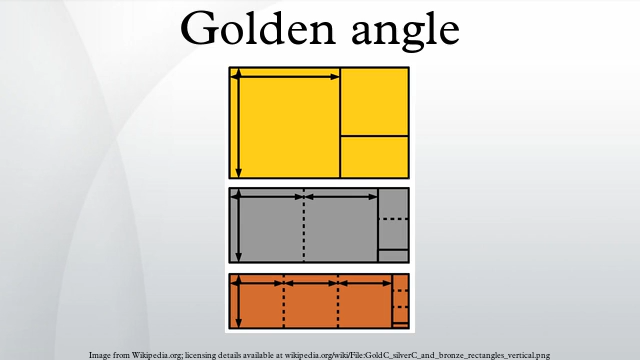 Golden angle
Image from Wikipedia.org; licensing details available at wikipedia.org/wiki/File:GoldC_silverC_and_bronze_rectangles_vertical.png